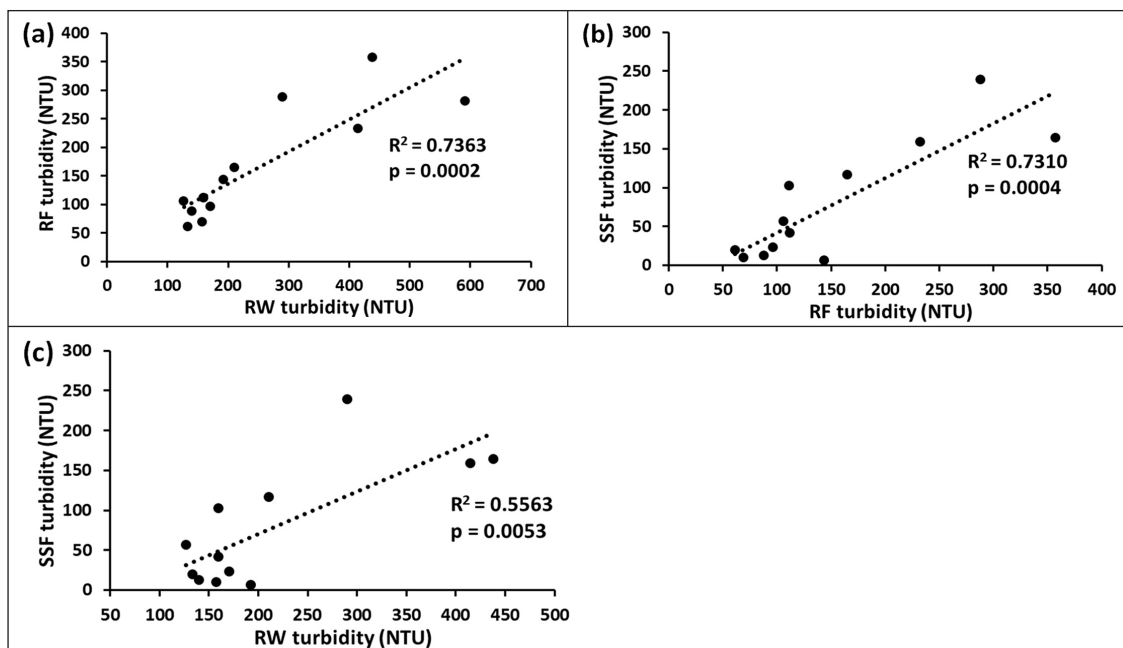 (a)
RF turbidity (NTU)
400
350
300
250
200
150
100
50
0
R² = 0.7363
p = 0.0002
0 100 200 300 400 500 600 700
RW turbidity (NTU)
(b)
SSF turbidity (NTU)
300
250
200
150
100
50
0
R² = 0.7310
p = 0.0004
0 50 100 150 200 250 300 350 400
RF turbidity (NTU)
(c)
SSF turbidity (NTU)
300
250
200
150
100
50
0
R² = 0.5563
p = 0.0053
50 100 150 200 250 300 350 400 450 500
RW turbidity (NTU)